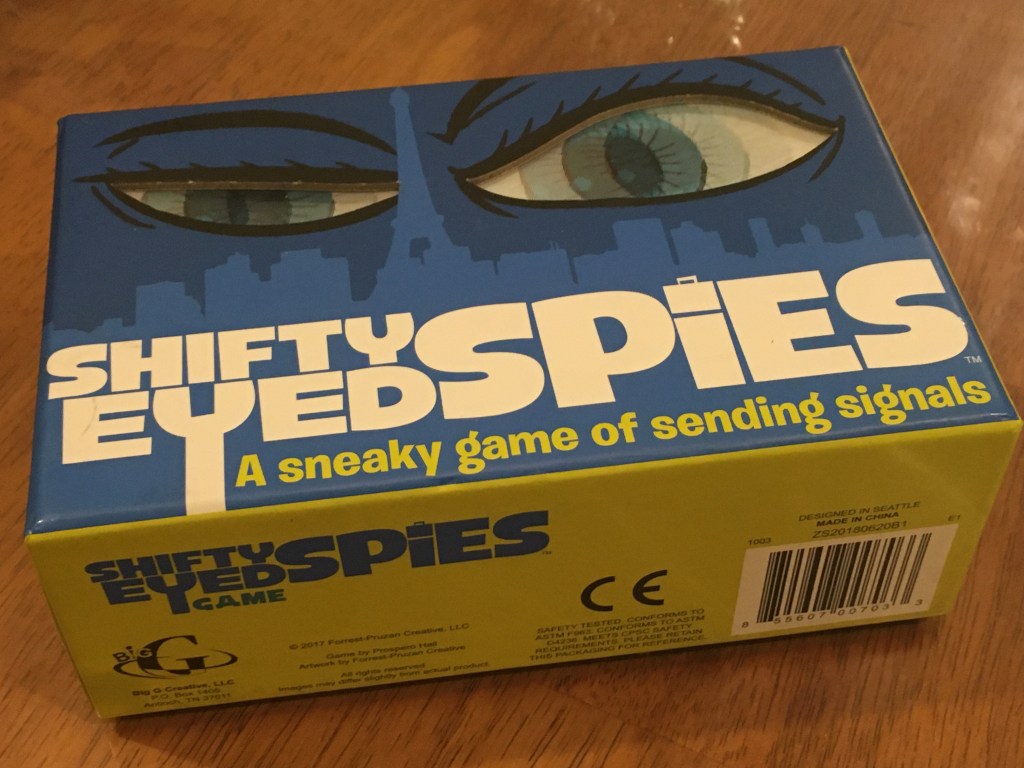 SHIFTY
EYED SPiES ™
A sneaky game of sending signals
SHIFTY
EYED SPiES ™
GAME
BiG G
Big G Creative, LLC
P.O. Box 1405
Antioch, TN 37011
© 2017 Forrest-Pruzan Creative, LLC
Game by Prospero Hall
Artwork by Forrest-Pruzan Creative
All rights reserved.
Images may differ slightly from actual product.
CE
SAFETY TESTED. CONFORMS TO
ASTM F963. CONFORMS TO ASTM
D4236. MEETS CPSC SAFETY
REQUIREMENTS. PLEASE RETAIN
THIS PACKAGING FOR REFERENCE.
DESIGNED IN SEATTLE
MADE IN CHINA
1003 ZS20180620B1 E1
8 55607 00703 3